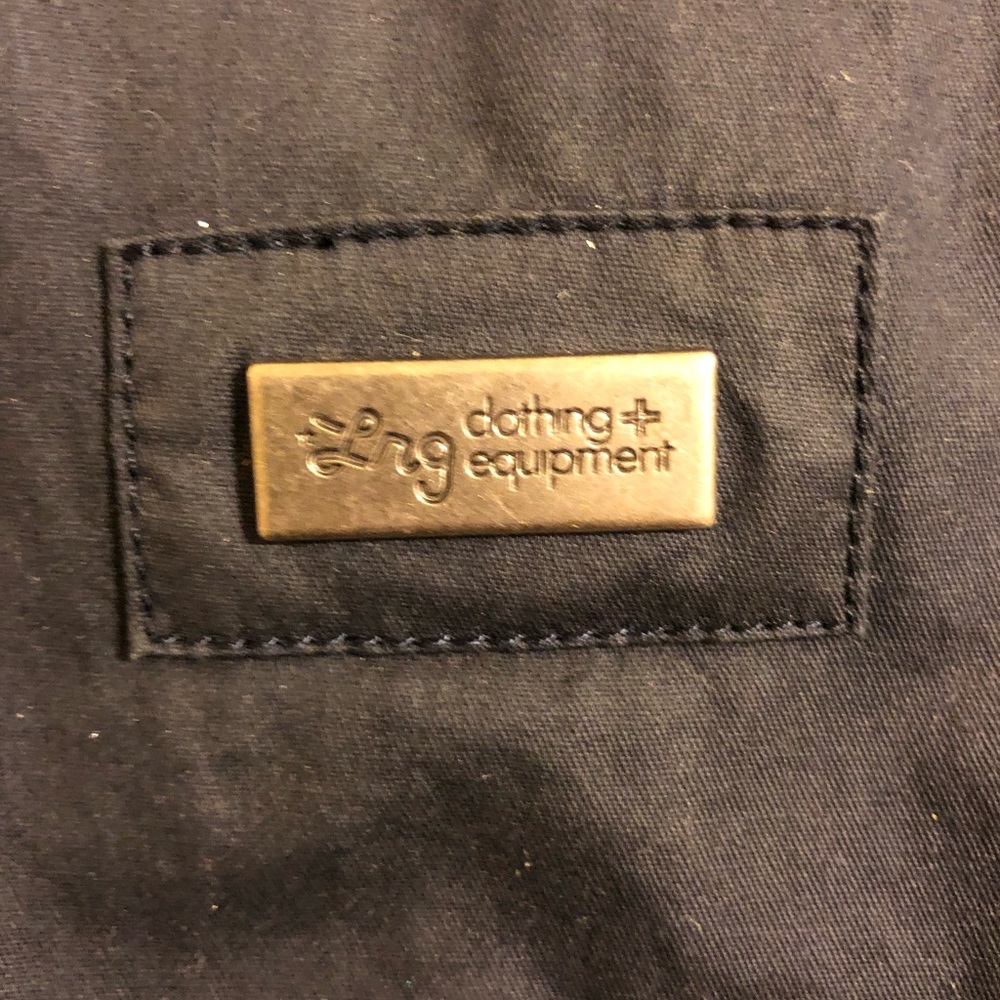 Lrg clothing +
equipment